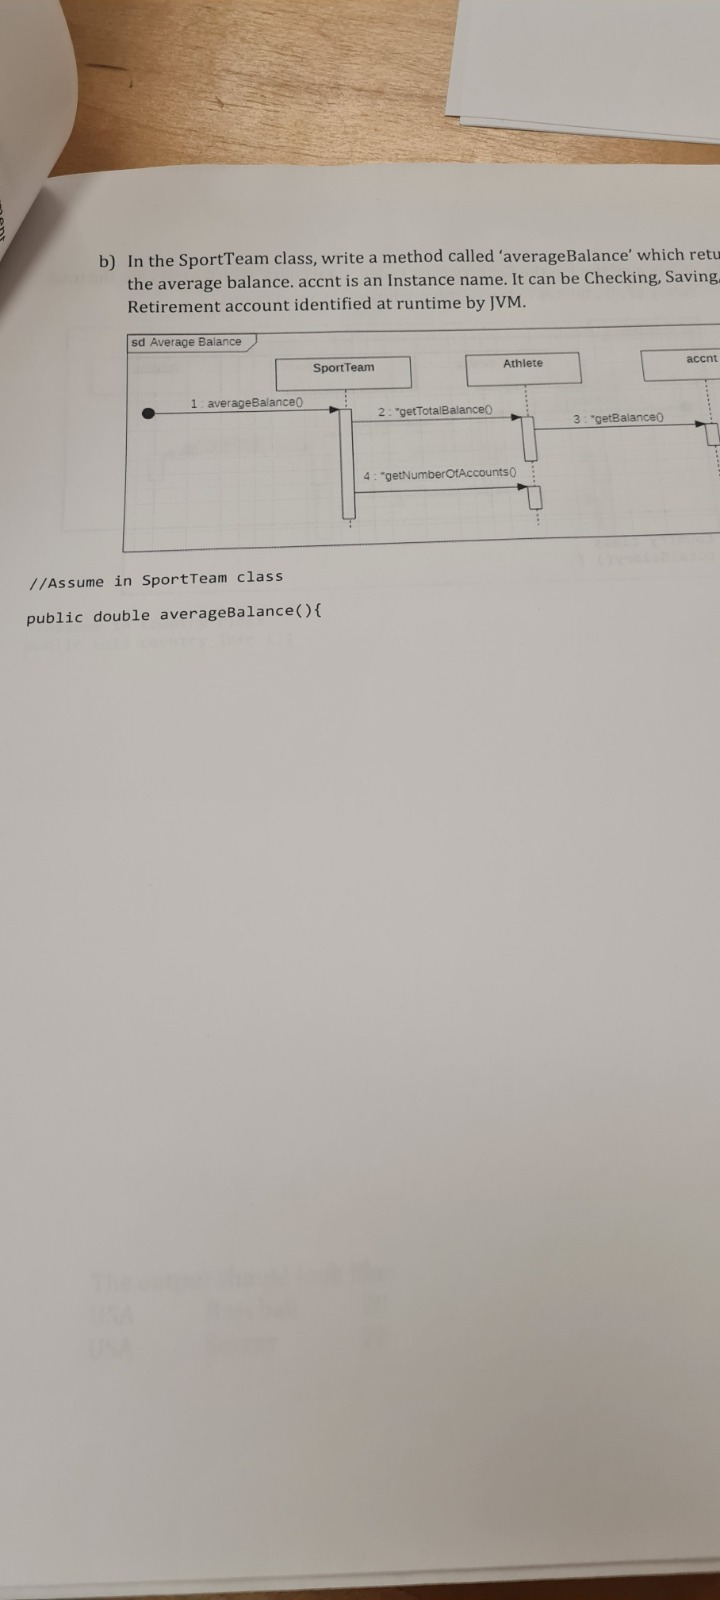 b) In the SportTeam class, write a method called ‘averageBalance’ which retu
the average balance. accnt is an Instance name. It can be Checking, Saving,
Retirement account identified at runtime by JVM.
sd Average Balance
SportTeam
Athlete
accnt
1 : averageBalance()
2 : *getTotalBalance()
3 : *getBalance()
4 : *getNumberOfAccounts()
//Assume in SportTeam class
public double averageBalance(){